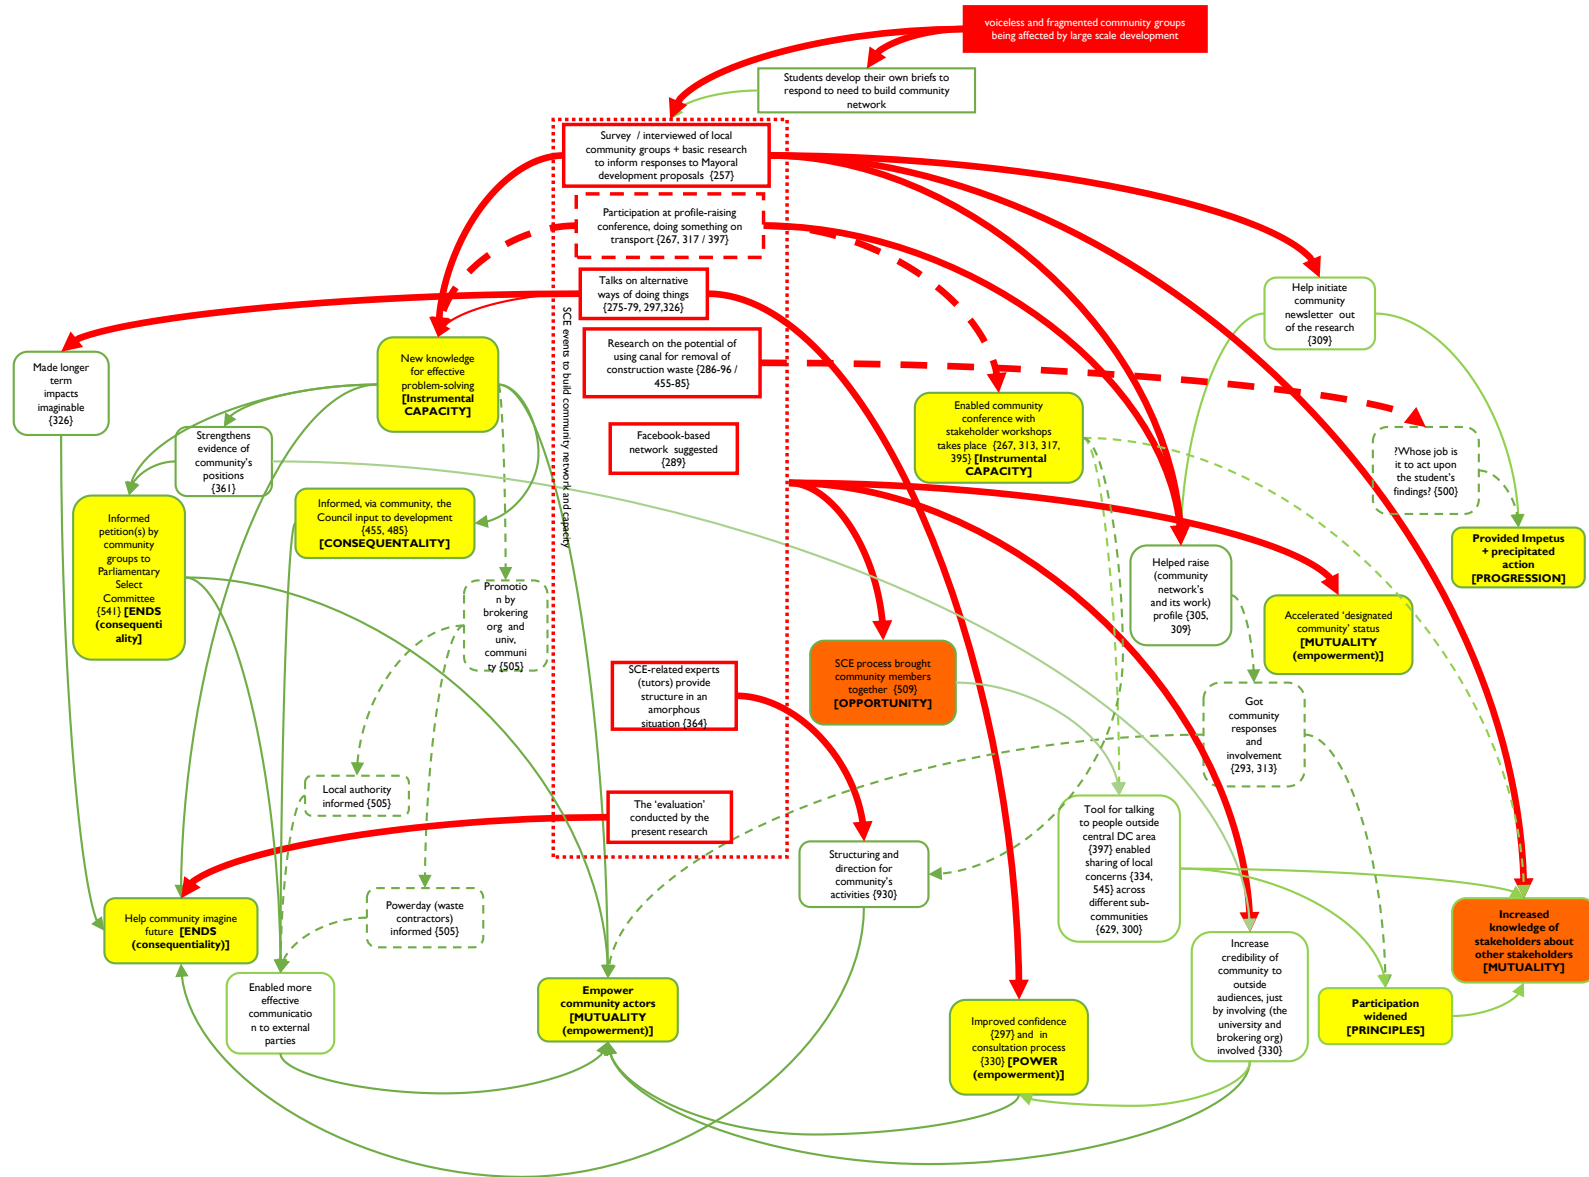 voiceless and fragmented community groups
being affected by large scale development
Students develop their own briefs to
respond to need to build community
network
Survey / interviewed of local
community groups + basic research
to inform responses to Mayoral
development proposals {257}
Participation at profile-raising
conference, doing something on
transport {267, 317 / 397}
Talks on alternative
ways of doing things
{275-79, 297,326}
SCE events to build community network and capacity
Research on the potential of
using canal for removal of
construction waste {286-96 /
455-85}
Facebook-based
network suggested
{289}
SCE-related experts
(tutors) provide
structure in an
amorphous
situation {364}
The ‘evaluation’
conducted by the
present research
Made longer
term
impacts
imaginable
{326}
New knowledge
for effective
problem-solving
[Instrumental
CAPACITY]
Strengthens
evidence of
community’s
positions
{361}
Informed
petition(s) by
community
groups to
Parliamentary
Select
Committee
{541} [ENDS
(consequenti
ality]
Informed, via community, the
Council input to development
{455, 485}
[CONSEQUENTALITY]
Promotio
n by
brokering
org and
univ,
communi
ty {505}
Local authority
informed {505}
Powerday (waste
contractors)
informed {505}
Help community imagine
future [ENDS
(consequentiality)]
Enabled more
effective
communicatio
n to external
parties
Empower
community actors
[MUTUALITY
(empowerment)]
Help initiate
community
newsletter out
of the research
{309}
Enabled community
conference with
stakeholder workshops
takes place {267, 313, 317,
395} [Instrumental
CAPACITY]
?Whose job is
it to act upon
the student’s
findings? {500}
Provided Impetus
+ precipitated
action
[PROGRESSION]
Helped raise
(community
network’s
and its work)
profile {305,
309}
Accelerated ‘designated
community’ status
[MUTUALITY
(empowerment)]
SCE process brought
community members
together {509}
[OPPORTUNITY]
Got
community
responses
and
involvement
{293, 313}
Tool for talking
to people outside
central DC area
{397} enabled
sharing of local
concerns {334,
545} across
different sub-
communities
{629, 300}
Structuring and
direction for
community’s
activities {930}
Increased
knowledge of
stakeholders about
other stakeholders
[MUTUALITY]
Increase
credibility of
community to
outside
audiences, just
by involving (the
university and
brokering org)
involved {330}
Participation
widened
[PRINCIPLES]
Improved confidence
{297} and in
consultation process
{330} [POWER
(empowerment)]